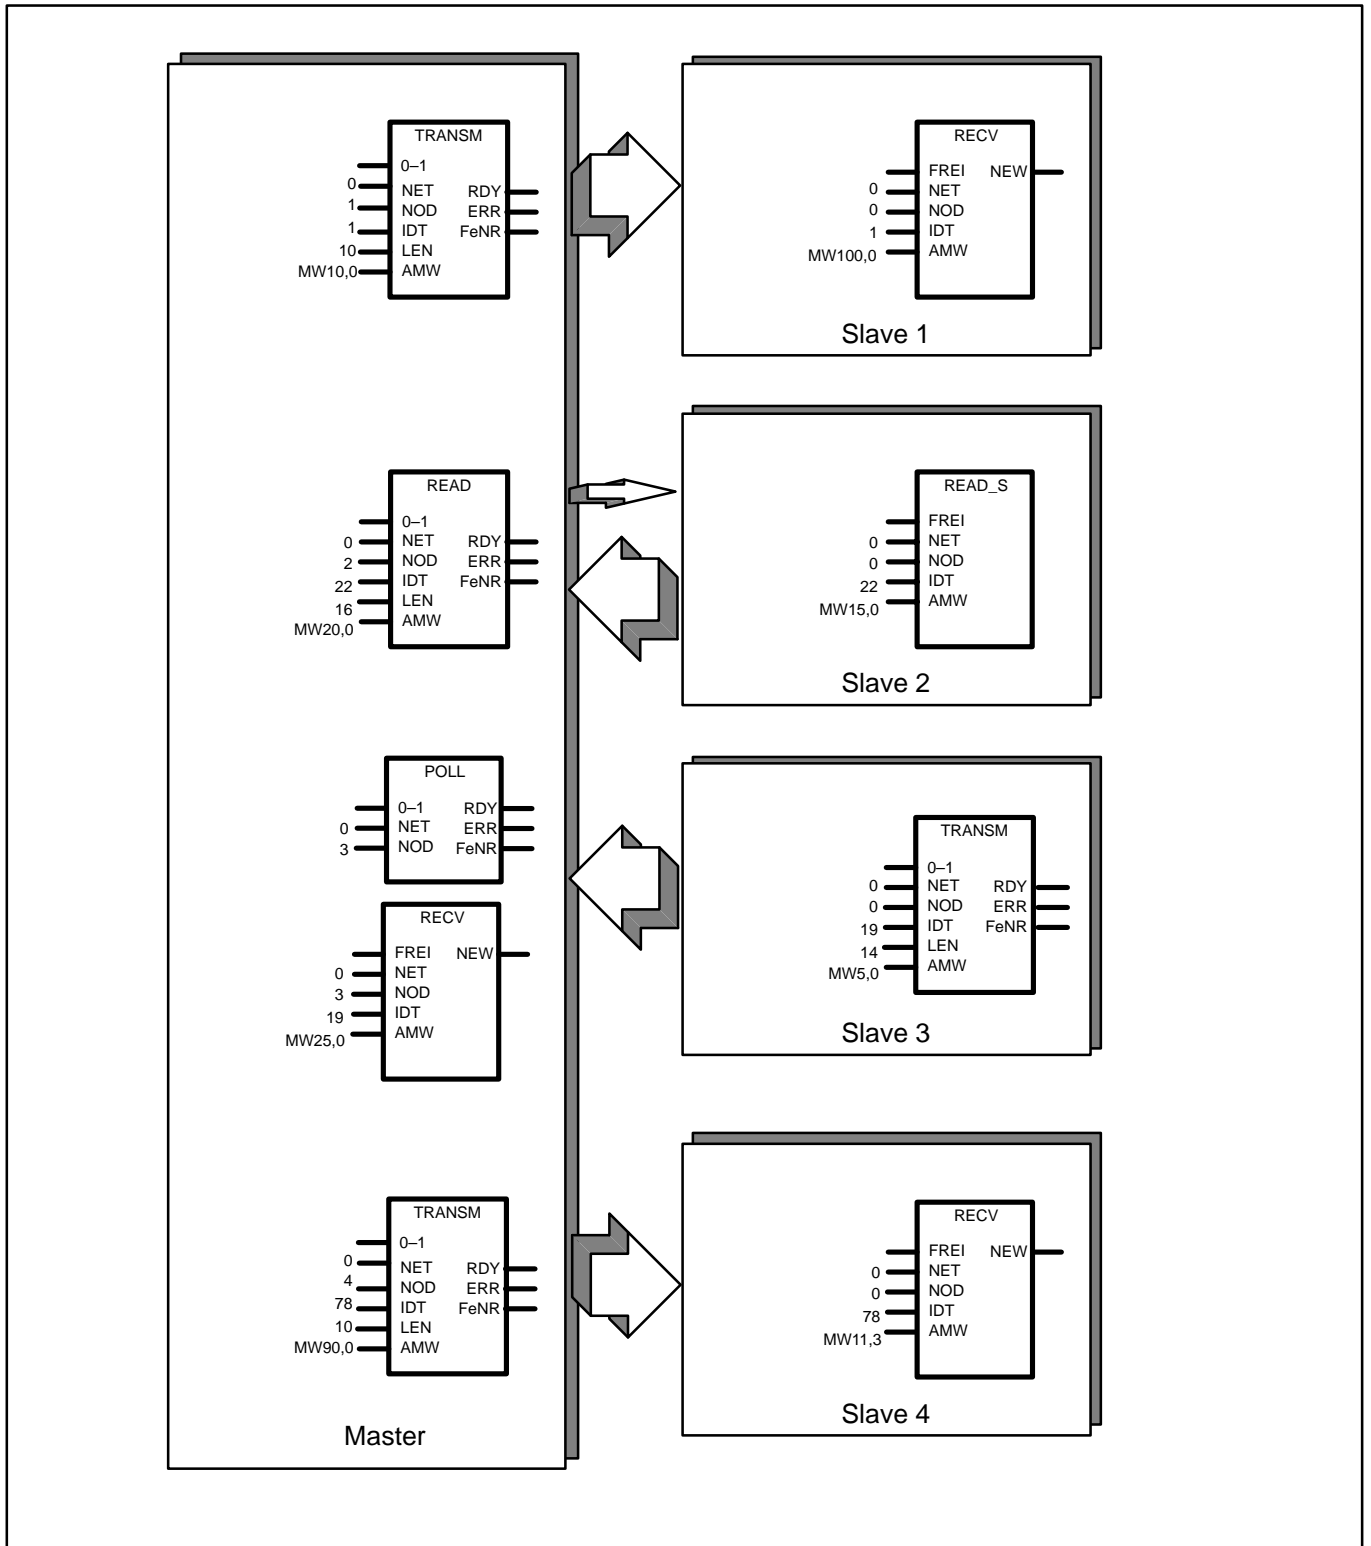 TRANSM
0–1
0 NET RDY
1 NOD ERR
1 IDT FeNR
10 LEN
MW10,0 AMW
RECV
FREI NEW
0 NET
0 NOD
1 IDT
MW100,0 AMW
Slave 1
READ
0–1
0 NET RDY
2 NOD ERR
22 IDT FeNR
16 LEN
MW20,0 AMW
READ_S
FREI
0 NET
0 NOD
22 IDT
MW15,0 AMW
Slave 2
POLL
0–1 RDY
0 NET ERR
3 NOD FeNR
RECV
FREI NEW
0 NET
3 NOD
19 IDT
MW25,0 AMW
TRANSM
0–1
0 NET RDY
0 NOD ERR
19 IDT FeNR
14 LEN
MW5,0 AMW
Slave 3
TRANSM
0–1
0 NET RDY
4 NOD ERR
78 IDT FeNR
10 LEN
MW90,0 AMW
Master
RECV
FREI NEW
0 NET
0 NOD
78 IDT
MW11,3 AMW
Slave 4